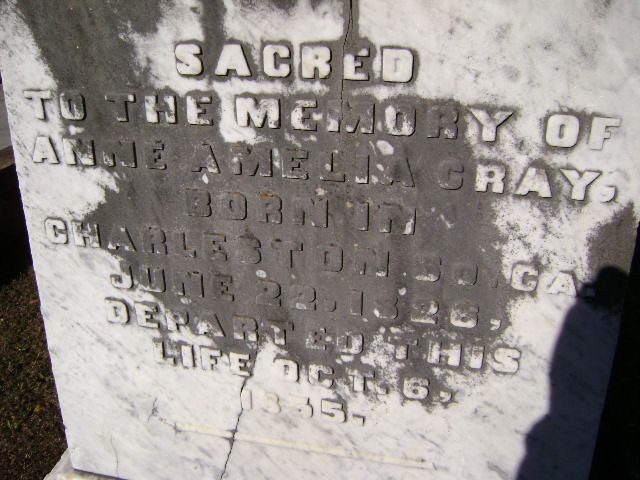 SACRED
TO THE MEMORY OF
ANNE AMELIA GRAY,
BORN IN
CHARLESTON SO. CA.
JUNE 22, 1826,
DEPARTED THIS
LIFE OCT. 6,
1855.